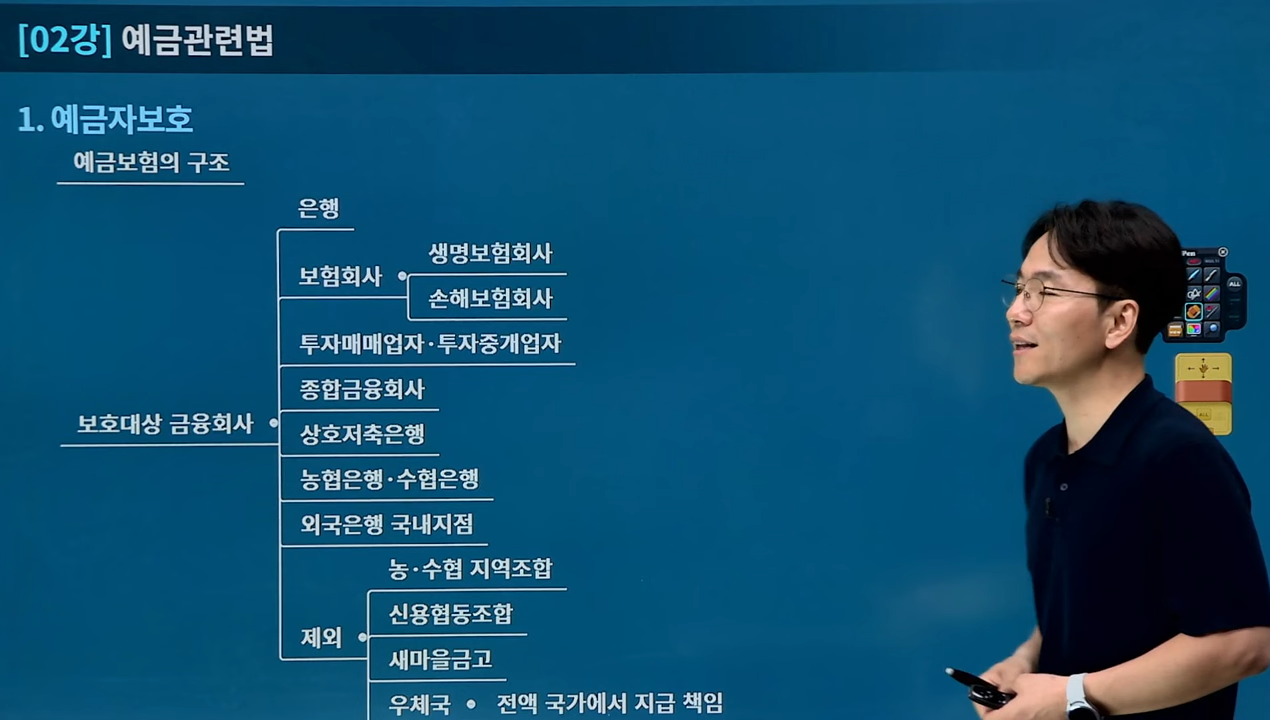 [02강] 예금관련법
1. 예금자보호
예금보험의 구조
은행
보험회사
생명보험회사
손해보험회사
투자매매업자·투자중개업자
종합금융회사
보호대상 금융회사
상호저축은행
농협은행·수협은행
외국은행 국내지점
제외
농·수협 지역조합
신용협동조합
새마을금고
우체국 • 전액 국가에서 지급 책임
Pen
ALL
ALL